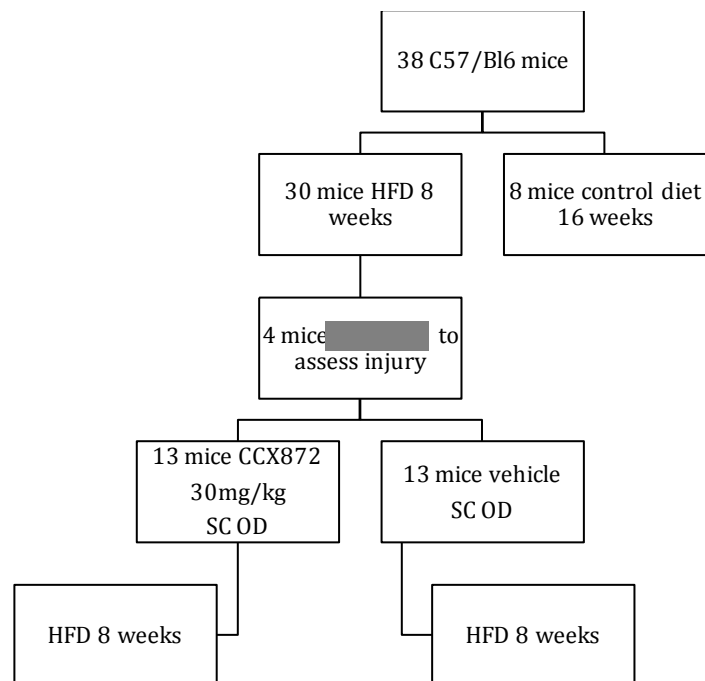 38 C57/Bl6 mice
30 mice HFD 8
weeks
8 mice control diet
16 weeks
4 mice to
assess injury
13 mice CCX872
30mg/kg
SC OD
13 mice vehicle
SC OD
HFD 8 weeks
HFD 8 weeks